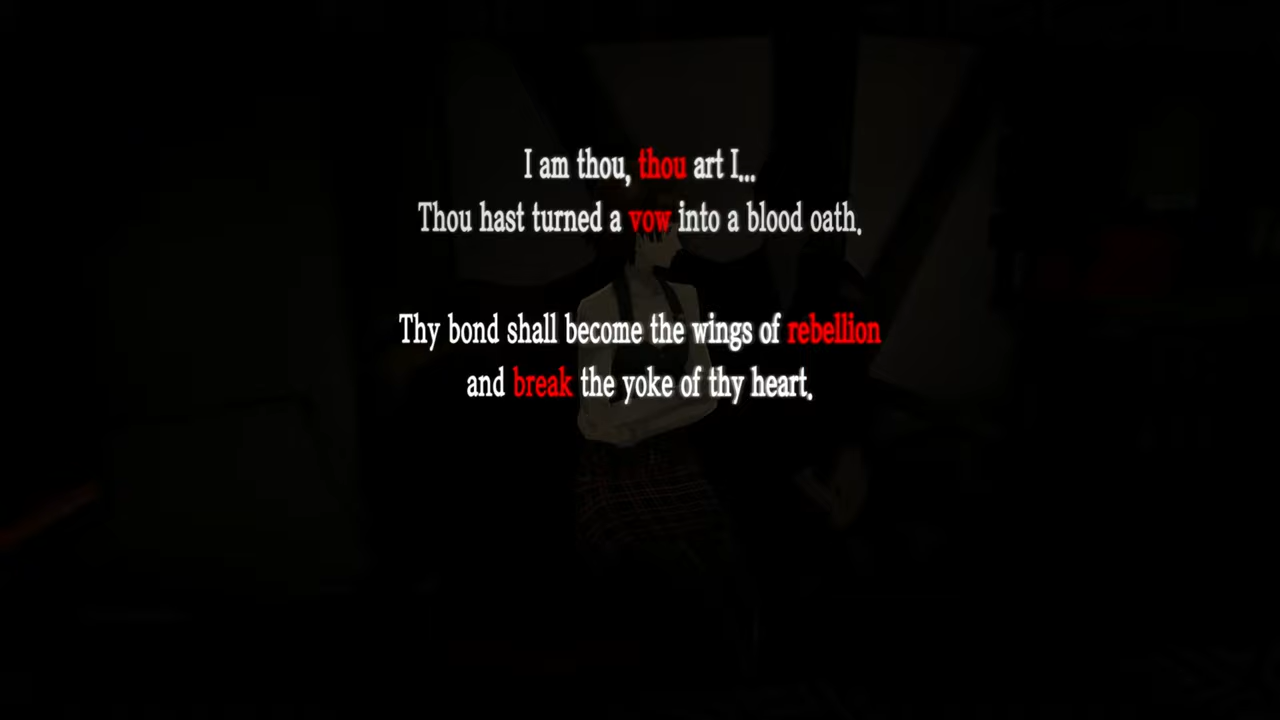 I am thou, thou art I...
Thou hast turned a vow into a blood oath.
Thy bond shall become the wings of rebellion
and break the yoke of thy heart.